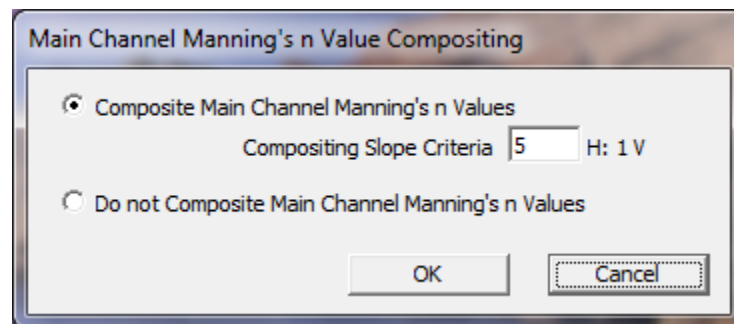 Main Channel Manning's n Value Compositing
Composite Main Channel Manning's n Values
Compositing Slope Criteria 5 H: 1 V
Do not Composite Main Channel Manning's n Values
OK Cancel